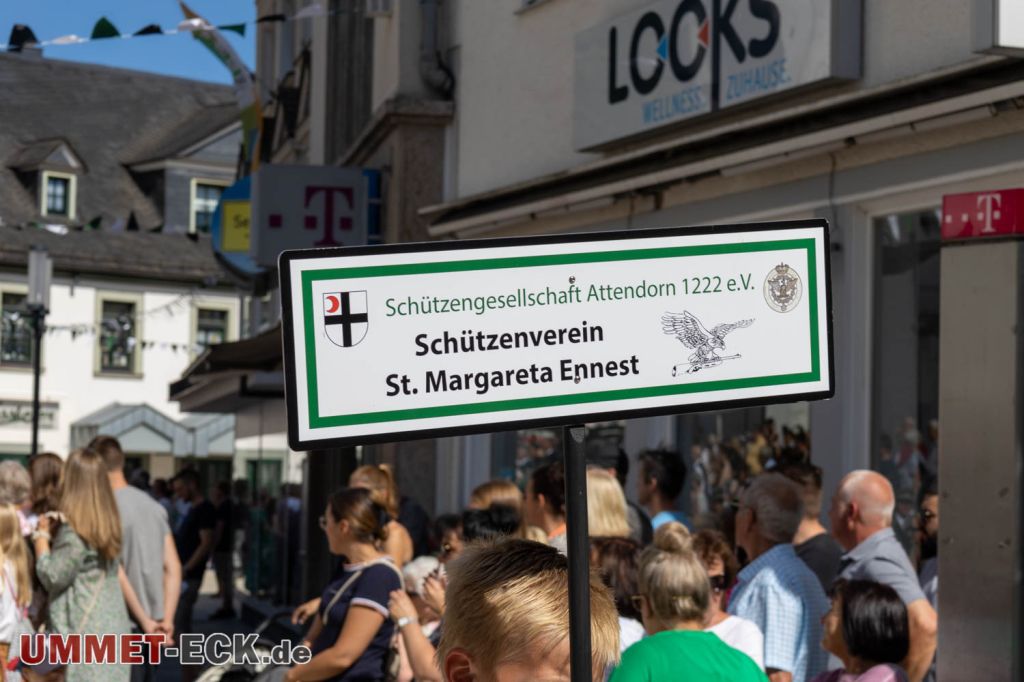 LOOKS
WELLNESS. ZUHAUSE.
T
T
Schützengesellschaft Attendorn 1222 e.V.
Schützenverein
St. Margareta Ennest
UMMET-ECK.de